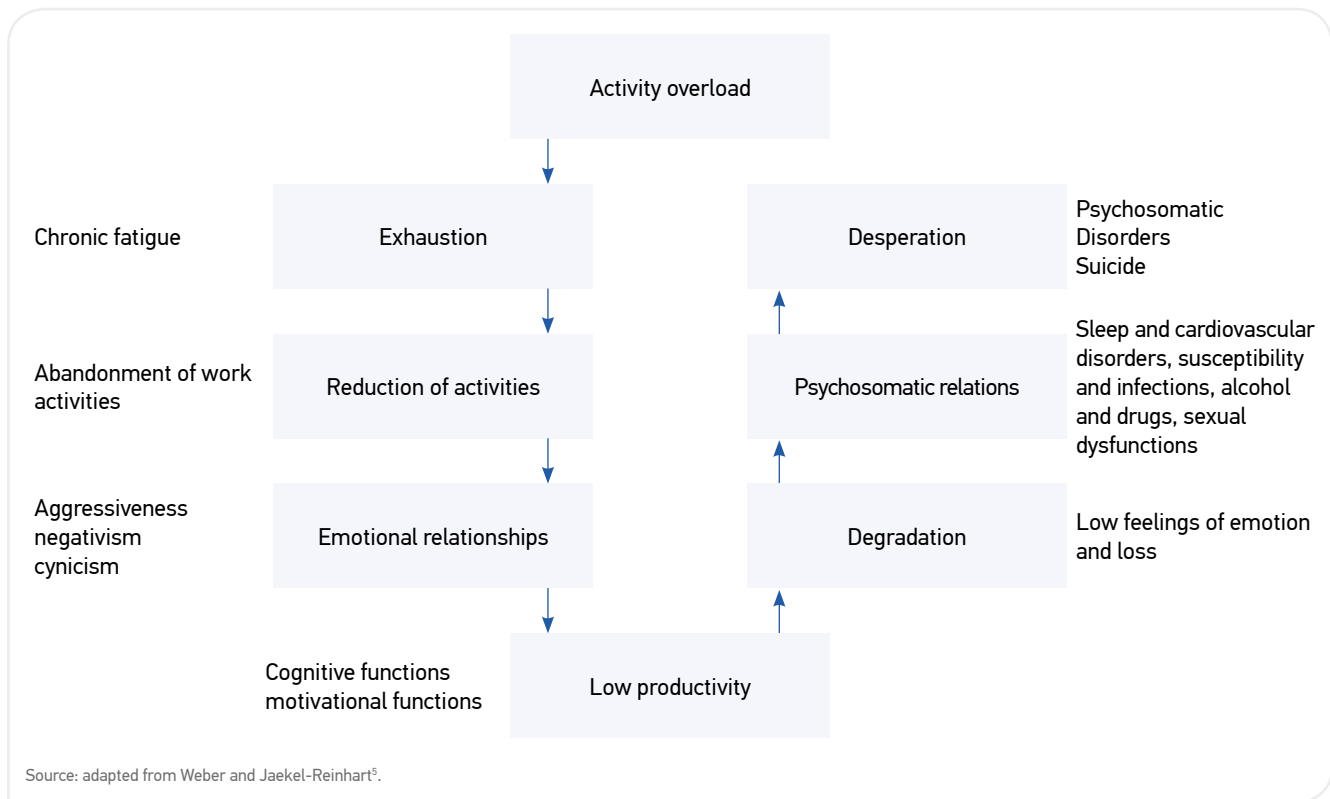 Activity overload
Chronic fatigue
Exhaustion
Desperation
Psychosomatic
Disorders
Suicide
Abandonment of work
activities
Reduction of activities
Psychosomatic relations
Sleep and cardiovascular
disorders, susceptibility
and infections, alcohol
and drugs, sexual
dysfunctions
Aggressiveness
negativism
cynicism
Emotional relationships
Degradation
Low feelings of emotion
and loss
Cognitive functions
motivational functions
Low productivity
Source: adapted from Weber and Jaekel-Reinhart⁵.